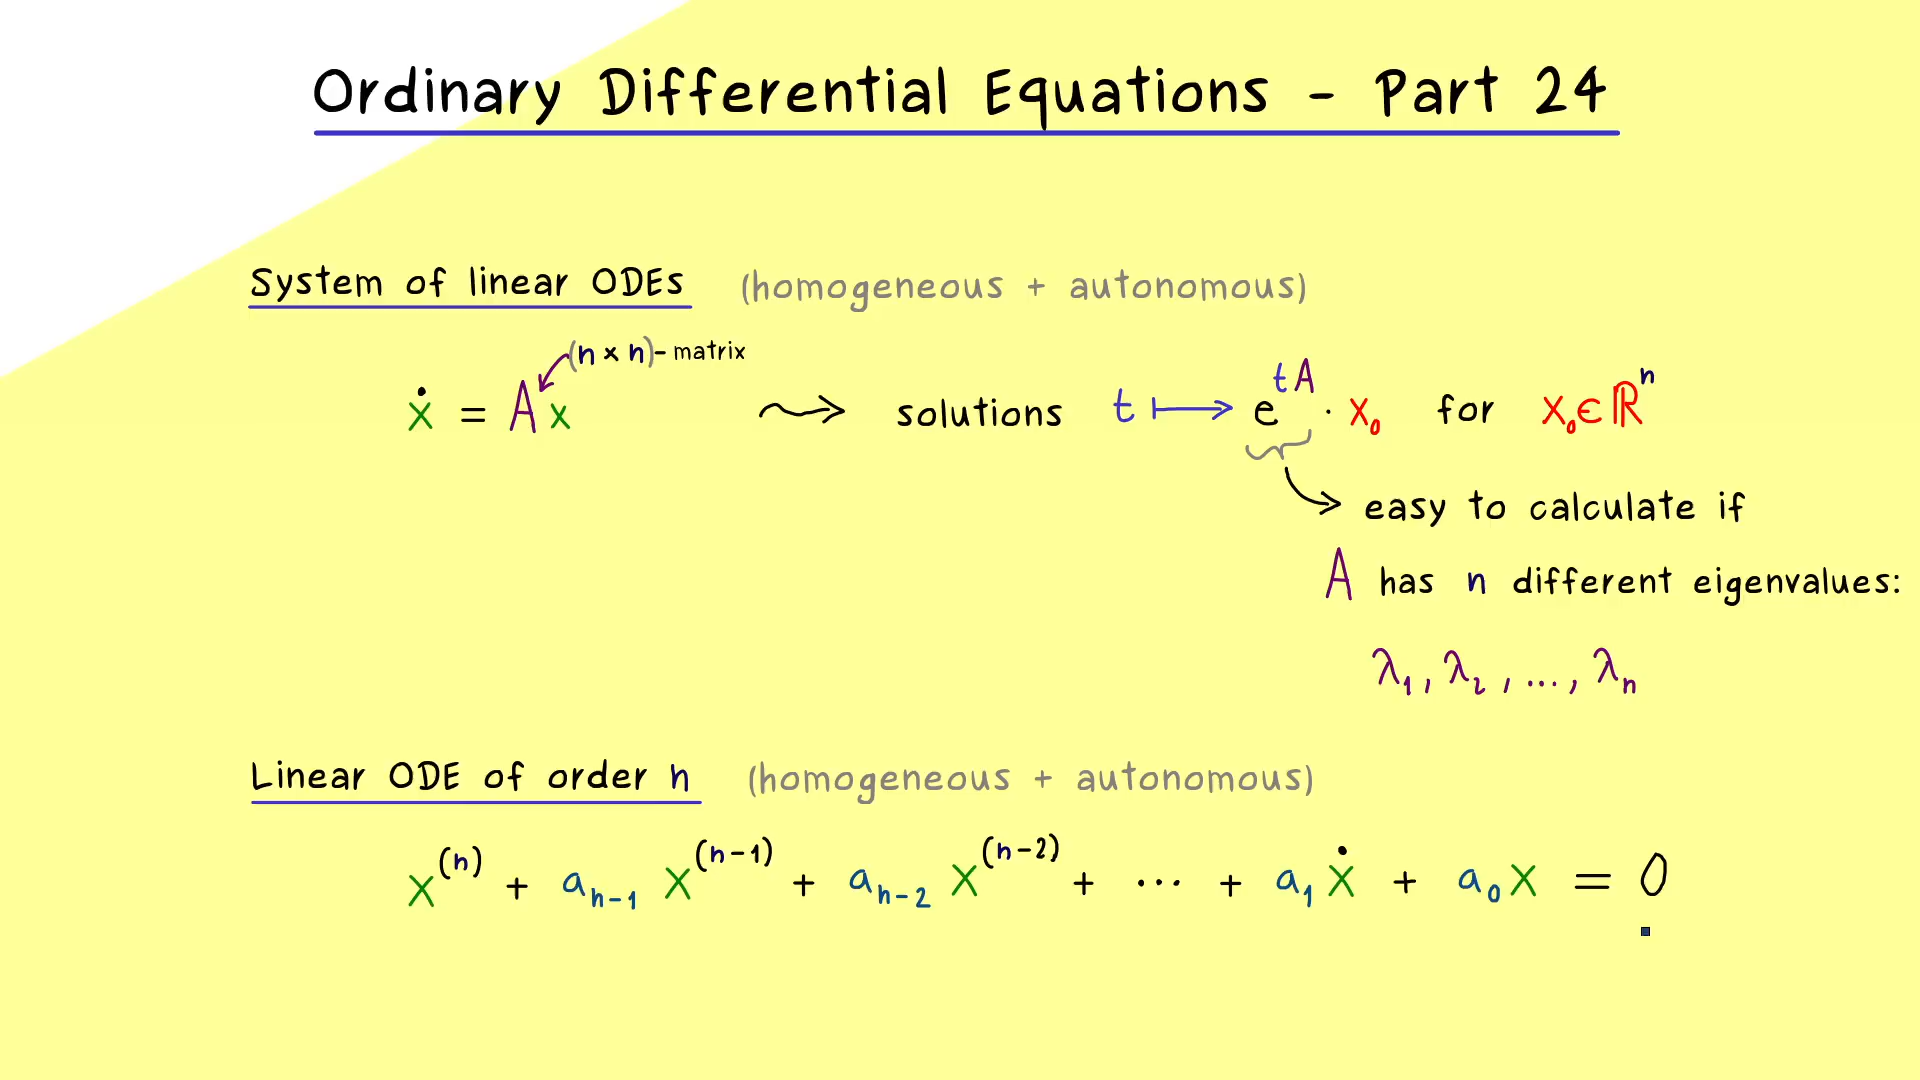 Ordinary Differential Equations - Part 24
System of linear ODEs (homogeneous + autonomous)
(n × n)-matrix
ẋ = A x ⇝ solutions t ⟼ e^{tA} · x₀ for x₀ ∈ ℝⁿ
easy to calculate if
A has n different eigenvalues:
λ₁, λ₂, ..., λₙ
Linear ODE of order n (homogeneous + autonomous)
x^{(n)} + a_{n-1} x^{(n-1)} + a_{n-2} x^{(n-2)} + ··· + a₁ ẋ + a₀ x = 0